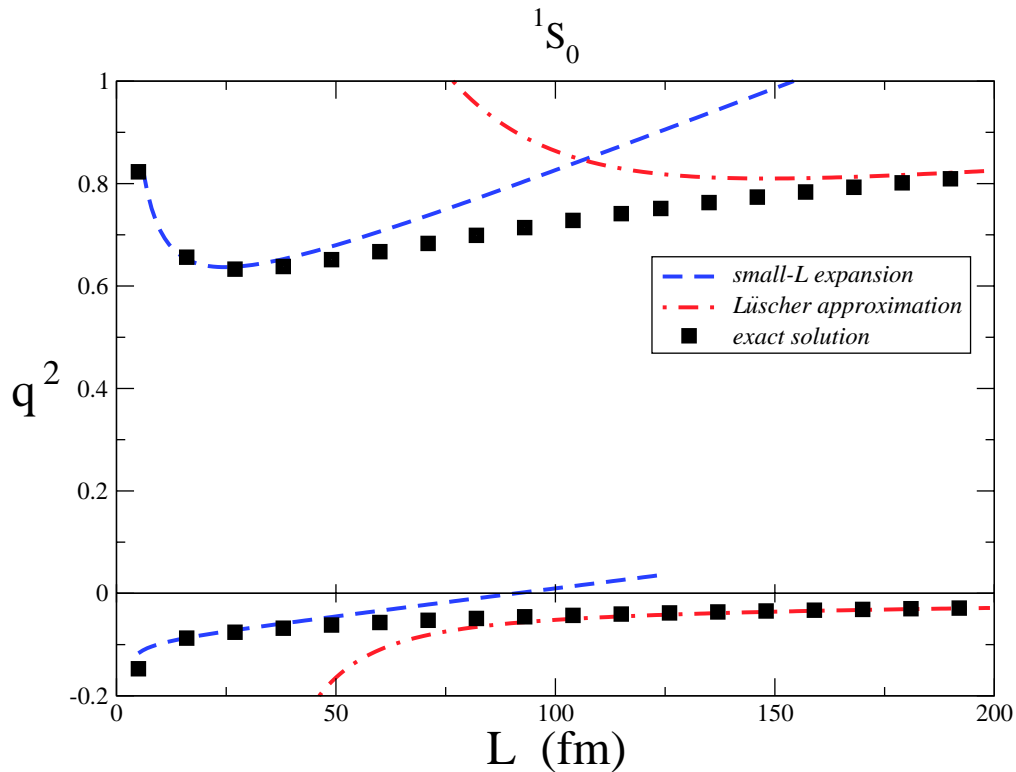 ¹S₀
1
0.8
0.6
0.4
0.2
0
-0.2
q²
small-L expansion
Lüscher approximation
exact solution
0 50 100 150 200
L (fm)